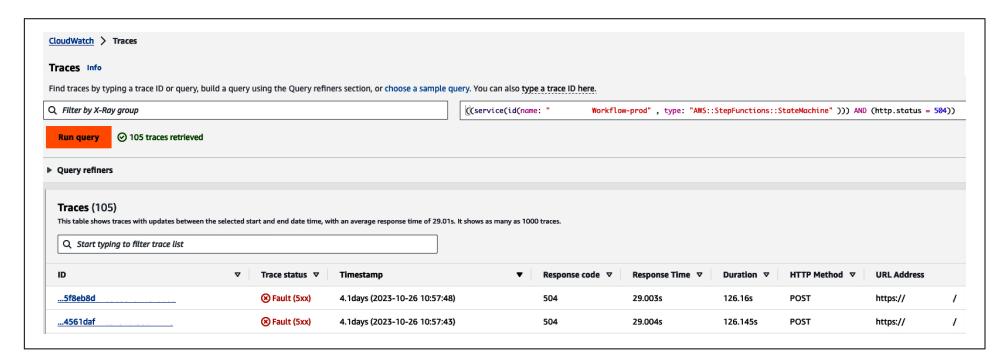 CloudWatch > Traces
Traces Info
Find traces by typing a trace ID or query, build a query using the Query refiners section, or choose a sample query. You can also type a trace ID here.
Filter by X-Ray group
((service(id(name: " Workflow-prod" , type: "AWS::StepFunctions::StateMachine" ))) AND (http.status = 504))
Run query 105 traces retrieved
Query refiners
Traces (105)
This table shows traces with updates between the selected start and end date time, with an average response time of 29.01s. It shows as many as 1000 traces.
Start typing to filter trace list
ID Trace status Timestamp Response code Response Time Duration HTTP Method URL Address
...5f8eb8d Fault (5xx) 4.1days (2023-10-26 10:57:48) 504 29.003s 126.16s POST https:// /
...4561daf Fault (5xx) 4.1days (2023-10-26 10:57:43) 504 29.004s 126.145s POST https:// /